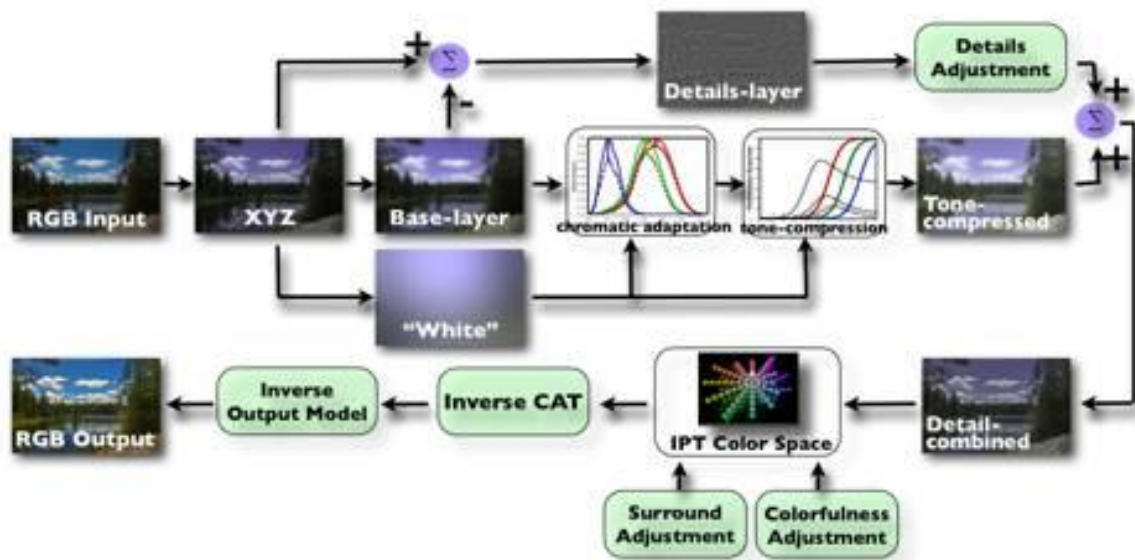 +
Σ
-
Details-layer
Details
Adjustment
+
Σ
+
RGB Input
XYZ
Base-layer
chromatic adaptation
tone-compression
Tone-
compressed
“White”
RGB Output
Inverse
Output Model
Inverse CAT
IPT Color Space
Detail-
combined
Surround
Adjustment
Colorfulness
Adjustment